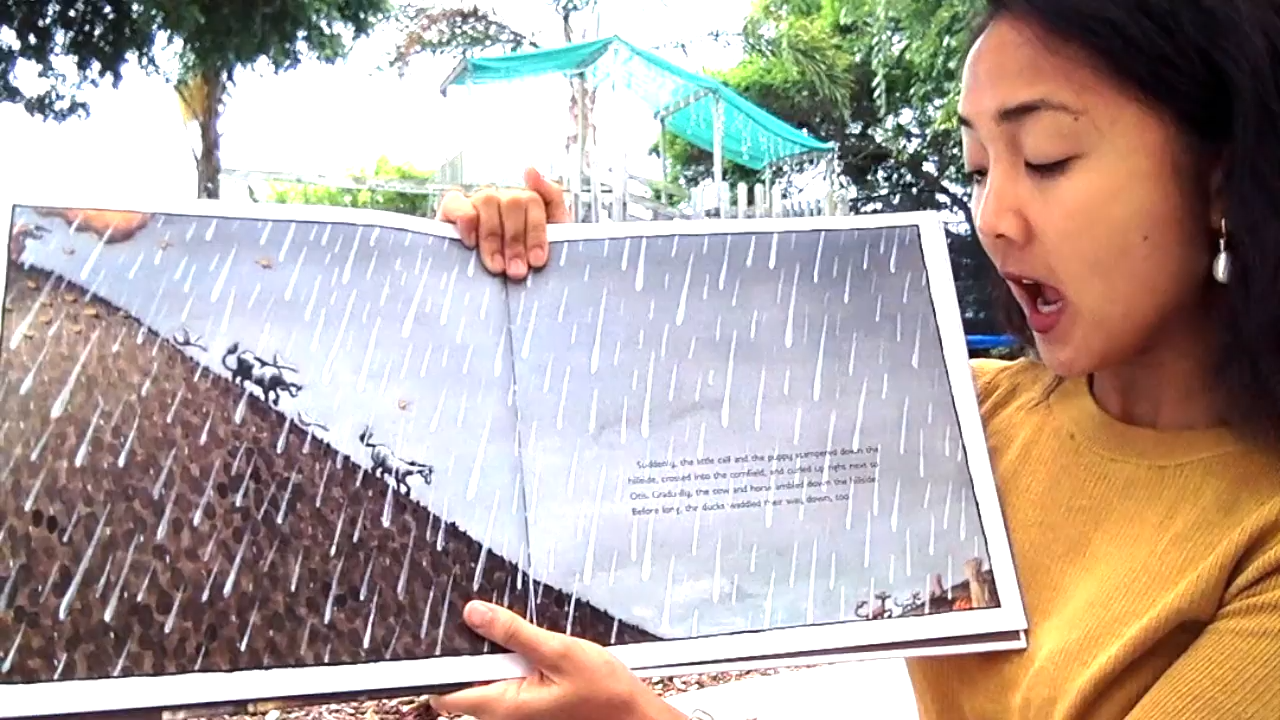 Suddenly, the little calf and the puppy stampered down the
hillside, crossed into the cornfield, and curled up right next to
Otis. Gradually, the cow and horse ambled down the hillside.
Before long, the ducks waddled their way down, too.